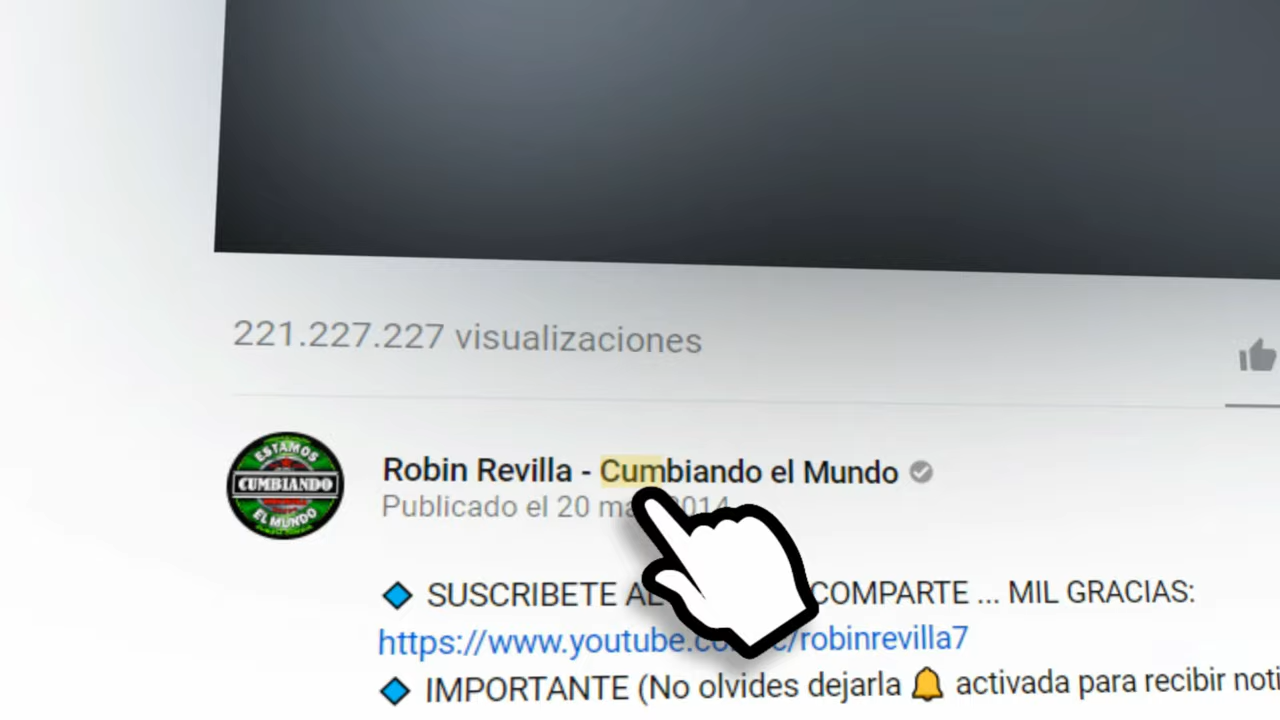 221.227.227 visualizaciones
ESTAMOS
CUMBIANDO
EL MUNDO
Robin Revilla - Cumbiando el Mundo
Publicado el 20 2014
🔷 SUSCRIBETE COMPARTE ... MIL GRACIAS:
https://www.youtube.co /robinrevilla7
🔷 IMPORTANTE (No olvides dejarla 🔔 activada para recibir noti